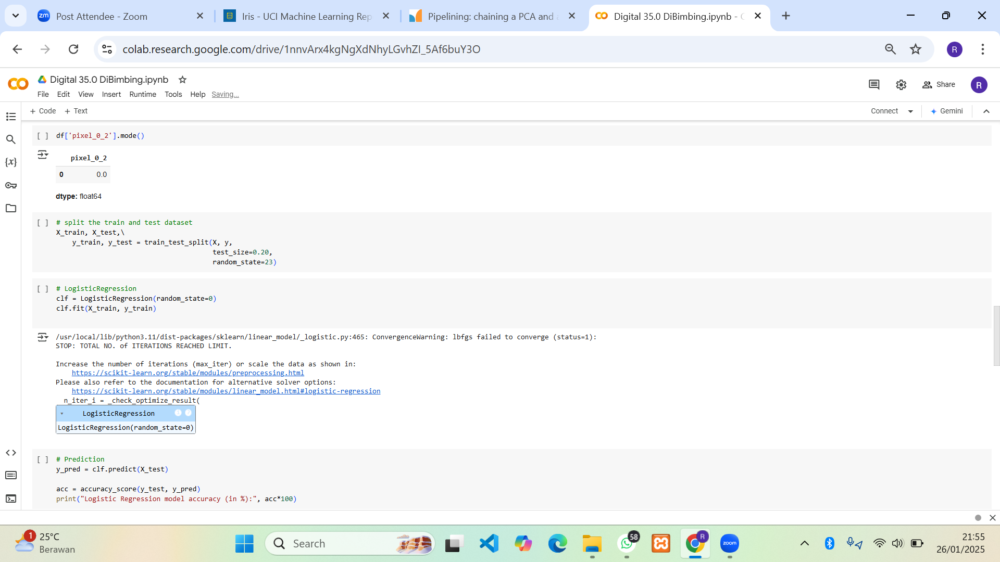 Post Attendee - Zoom
Iris - UCI Machine Learning Rep
Pipelining: chaining a PCA and a
Digital 35.0 DiBimbing.ipynb - C
colab.research.google.com/drive/1nnvArx4kgNgXdNhyLGvhZI_5Af6buY3O
R
Digital 35.0 DiBimbing.ipynb
Share
R
File Edit View Insert Runtime Tools Help Saving...
+ Code + Text
Connect
Gemini
[ ] df['pixel_0_2'].mode()
pixel_0_2
0 0.0
dtype: float64
[ ] # split the train and test dataset
X_train, X_test,\
y_train, y_test = train_test_split(X, y,
test_size=0.20,
random_state=23)
[ ] # LogisticRegression
clf = LogisticRegression(random_state=0)
clf.fit(X_train, y_train)
/usr/local/lib/python3.11/dist-packages/sklearn/linear_model/_logistic.py:465: ConvergenceWarning: lbfgs failed to converge (status=1):
STOP: TOTAL NO. of ITERATIONS REACHED LIMIT.
Increase the number of iterations (max_iter) or scale the data as shown in:
https://scikit-learn.org/stable/modules/preprocessing.html
Please also refer to the documentation for alternative solver options:
https://scikit-learn.org/stable/modules/linear_model.html#logistic-regression
n_iter_i = _check_optimize_result(
LogisticRegression
LogisticRegression(random_state=0)
[ ] # Prediction
y_pred = clf.predict(X_test)
acc = accuracy_score(y_test, y_pred)
print("Logistic Regression model accuracy (in %):", acc*100)
1
25°C
Berawan
Search
58
R
zoom
21:55
26/01/2025